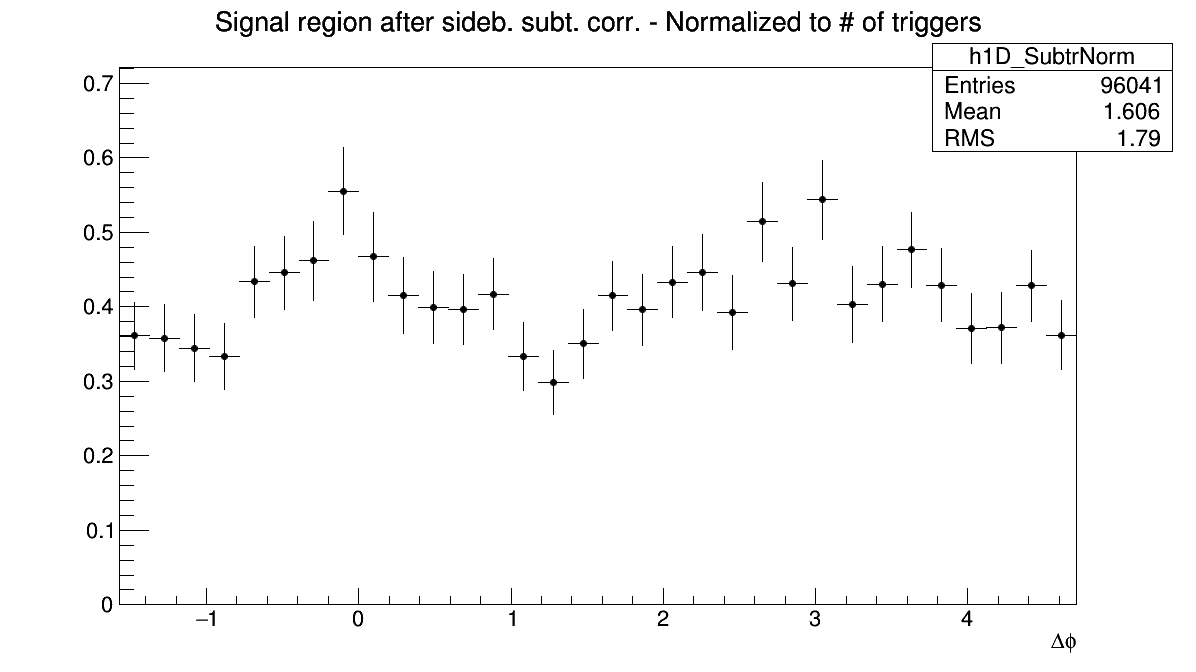 Signal region after sideb. subt. corr. - Normalized to # of triggers
h1D_SubtrNorm
Entries 96041
Mean 1.606
RMS 1.79
0.7
0.6
0.5
0.4
0.3
0.2
0.1
0
−1 0 1 2 3 4
Δϕ